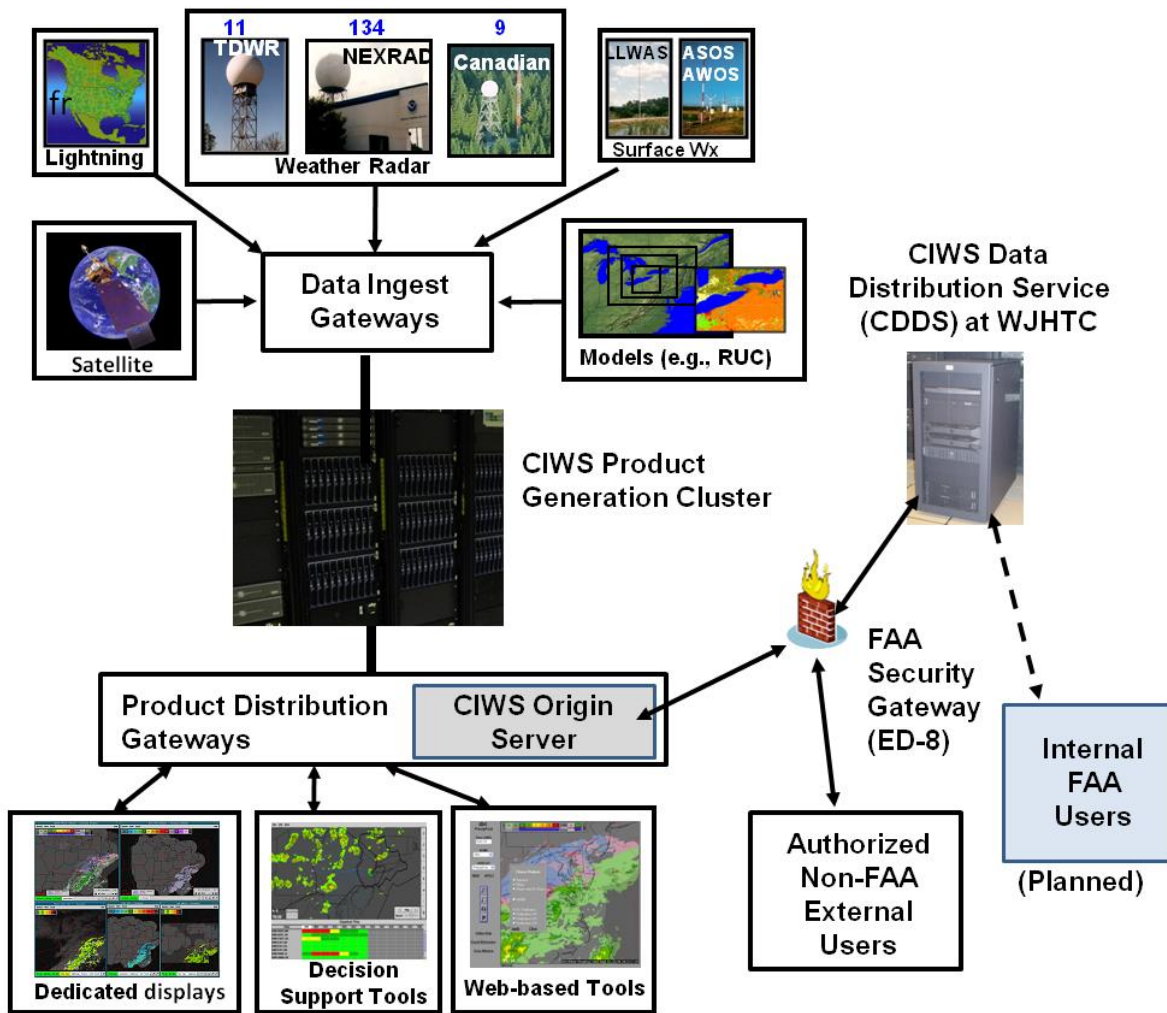 11
134
9
TDWR
NEXRAD
Canadian
Weather Radar
fr
Lightning
LLWAS
ASOS
AWOS
Surface Wx
Satellite
Data Ingest
Gateways
Models (e.g., RUC)
CIWS Data
Distribution Service
(CDDS) at WJHTC
CIWS Product
Generation Cluster
FAA
Security
Gateway
(ED-8)
Product Distribution
Gateways
CIWS Origin
Server
Internal
FAA
Users
(Planned)
Authorized
Non-FAA
External
Users
Dedicated displays
Decision
Support Tools
Web-based Tools